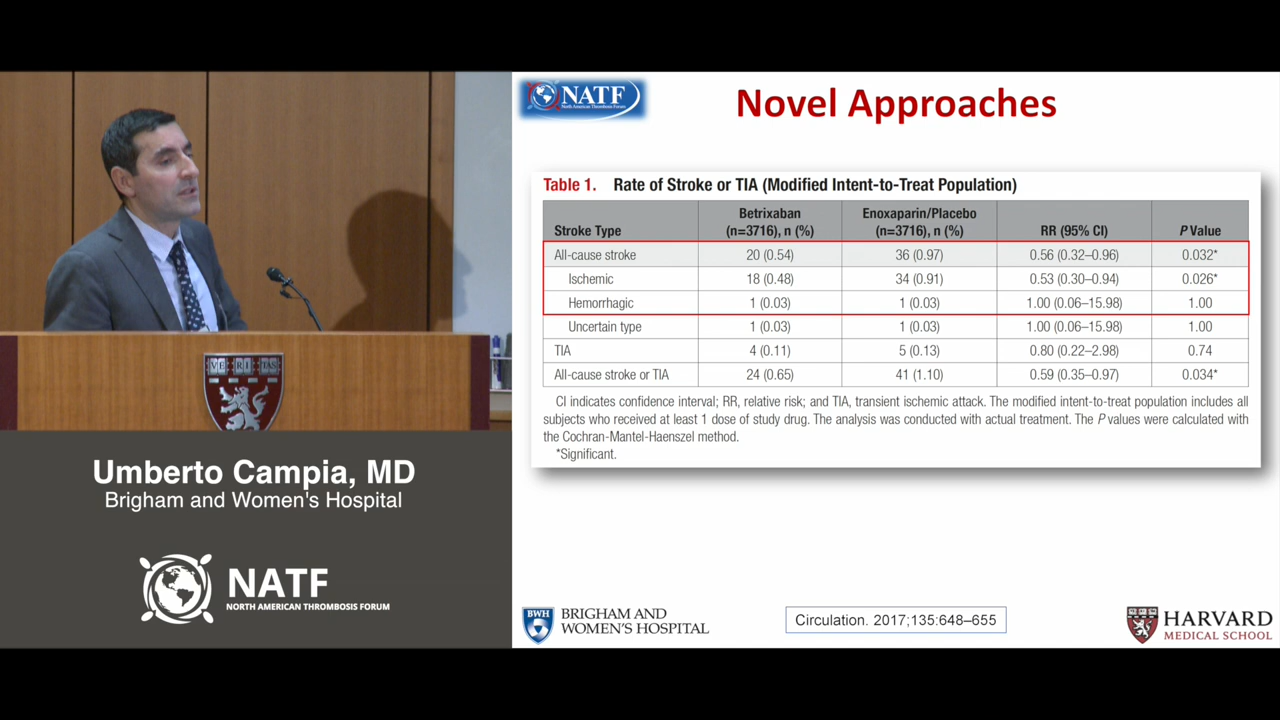 VE RI TAS
Umberto Campia, MD
Brigham and Women's Hospital
NATF
NORTH AMERICAN THROMBOSIS FORUM
NATF
North American Thrombosis Forum
Novel Approaches
Table 1. Rate of Stroke or TIA (Modified Intent-to-Treat Population)
Stroke Type Betrixaban (n=3716), n (%) Enoxaparin/Placebo (n=3716), n (%) RR (95% CI) P Value
All-cause stroke 20 (0.54) 36 (0.97) 0.56 (0.32–0.96) 0.032*
Ischemic 18 (0.48) 34 (0.91) 0.53 (0.30–0.94) 0.026*
Hemorrhagic 1 (0.03) 1 (0.03) 1.00 (0.06–15.98) 1.00
Uncertain type 1 (0.03) 1 (0.03) 1.00 (0.06–15.98) 1.00
TIA 4 (0.11) 5 (0.13) 0.80 (0.22–2.98) 0.74
All-cause stroke or TIA 24 (0.65) 41 (1.10) 0.59 (0.35–0.97) 0.034*
CI indicates confidence interval; RR, relative risk; and TIA, transient ischemic attack. The modified intent-to-treat population includes all
subjects who received at least 1 dose of study drug. The analysis was conducted with actual treatment. The P values were calculated with
the Cochran-Mantel-Haenszel method.
*Significant.
BWH
BRIGHAM AND
WOMEN'S HOSPITAL
Circulation. 2017;135:648–655
HARVARD
MEDICAL SCHOOL